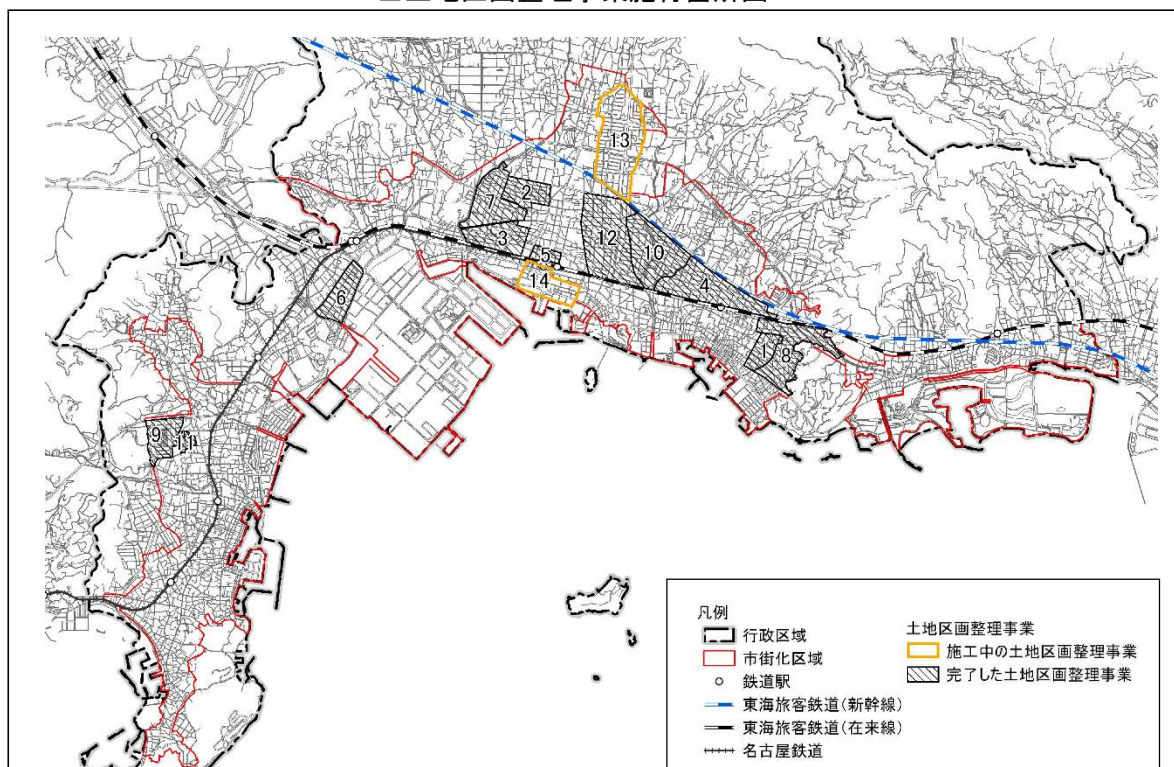 13
2
7
3
12
10
5
14
4
6
1
8
9
11
凡例
行政区域
市街化区域
鉄道駅
東海旅客鉄道(新幹線)
東海旅客鉄道(在来線)
名古屋鉄道
土地区画整理事業
施工中の土地区画整理事業
完了した土地区画整理事業